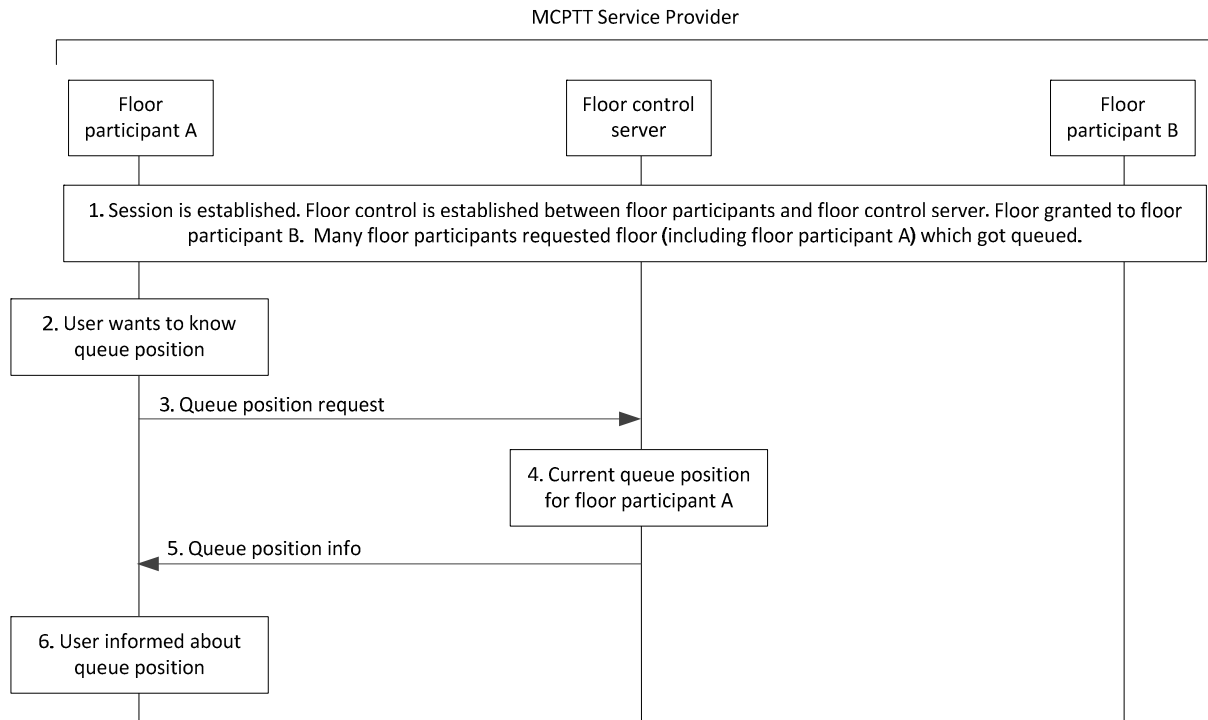 MCPTT Service Provider
Floor
participant A
Floor control
server
Floor
participant B
1. Session is established. Floor control is established between floor participants and floor control server. Floor granted to floor
participant B.  Many floor participants requested floor (including floor participant A) which got queued.
2. User wants to know
queue position
3. Queue position request
4. Current queue position
for floor participant A
5. Queue position info
6. User informed about
queue position